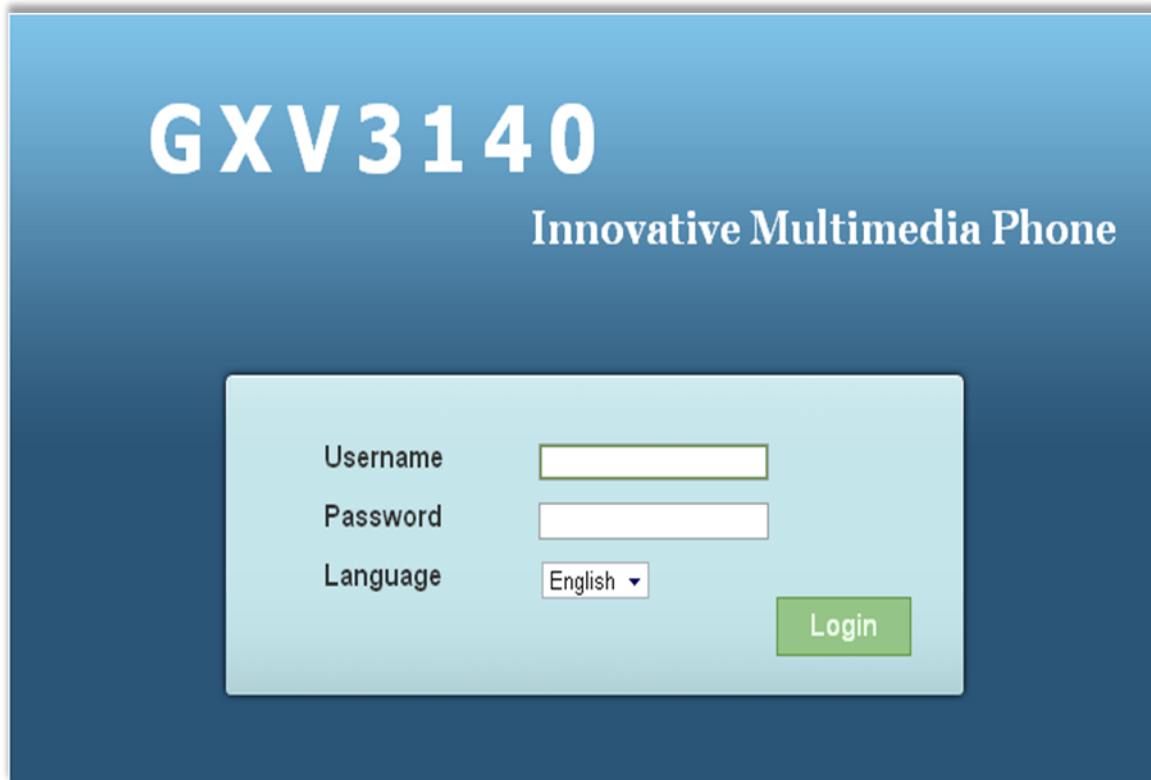 GXV3140
Innovative Multimedia Phone
Username
Password
Language English
Login